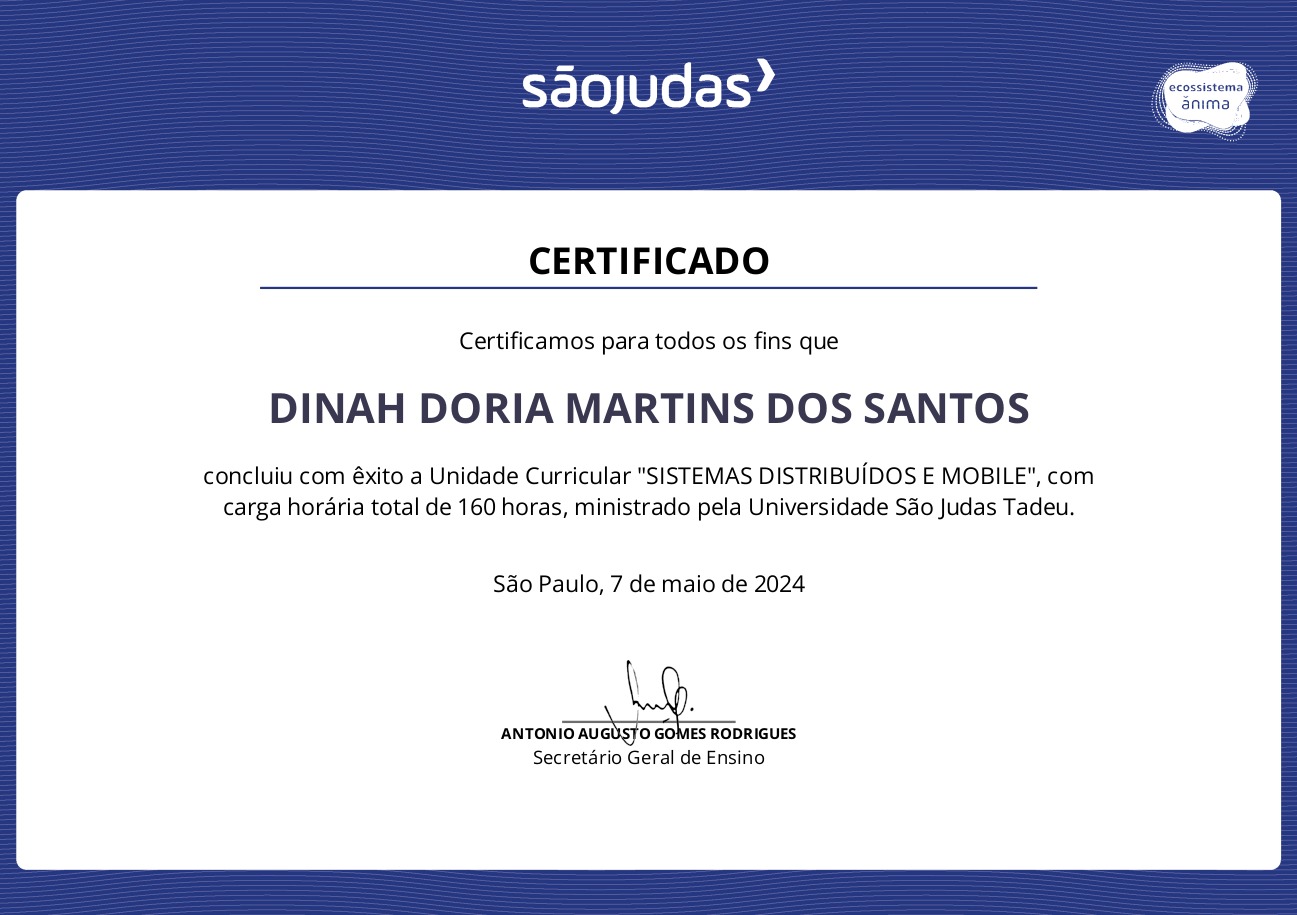 sãojudas
ecossistema
ănıma
CERTIFICADO
Certificamos para todos os fins que
DINAH DORIA MARTINS DOS SANTOS
concluiu com êxito a Unidade Curricular "SISTEMAS DISTRIBUÍDOS E MOBILE", com
carga horária total de 160 horas, ministrado pela Universidade São Judas Tadeu.
São Paulo, 7 de maio de 2024
ANTONIO AUGUSTO GOMES RODRIGUES
Secretário Geral de Ensino